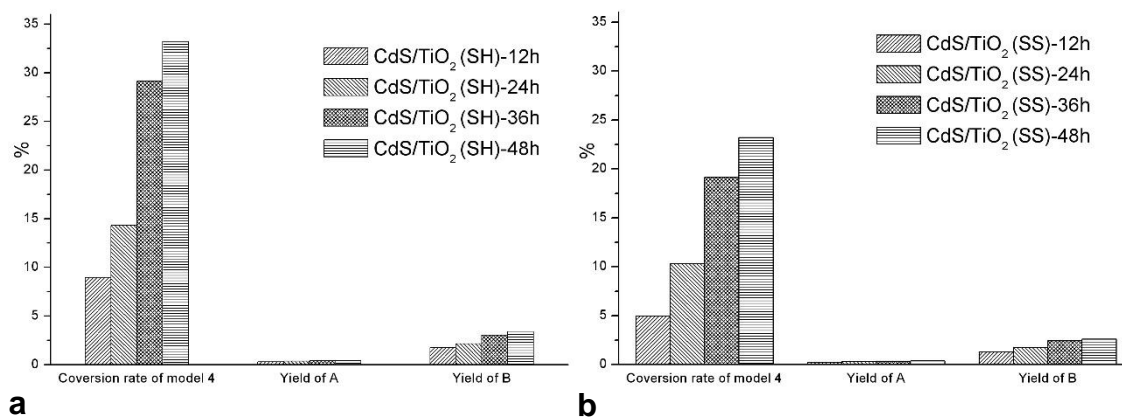 35
30
25
20
15
10
5
0
%
CdS/TiO₂ (SH)-12h
CdS/TiO₂ (SH)-24h
CdS/TiO₂ (SH)-36h
CdS/TiO₂ (SH)-48h
Coversion rate of model 4
Yield of A
Yield of B
a
35
30
25
20
15
10
5
0
%
CdS/TiO₂ (SS)-12h
CdS/TiO₂ (SS)-24h
CdS/TiO₂ (SS)-36h
CdS/TiO₂ (SS)-48h
Coversion rate of model 4
Yield of A
Yield of B
b